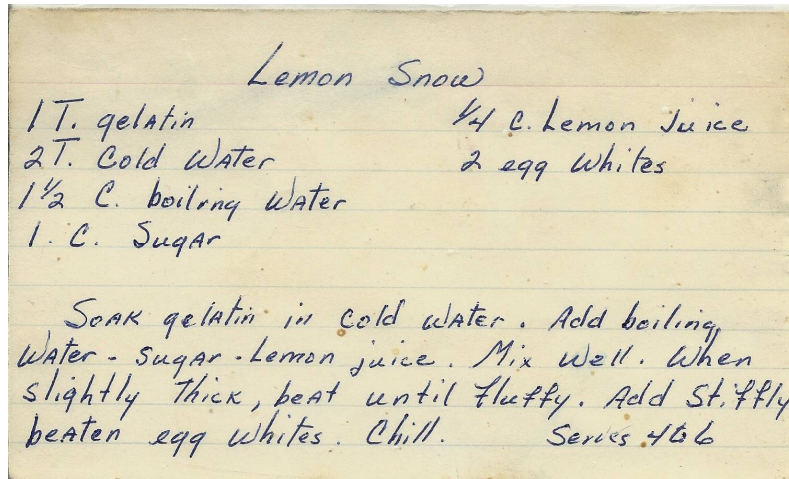 Lemon Snow
1 T. gelatin
2 T. Cold Water
1 1/2 C. boiling Water
1. C. Sugar
1/4 C. Lemon Juice
2 egg Whites
Soak gelatin in Cold Water. Add boiling
Water - Sugar - Lemon juice. Mix Well. When
slightly Thick, beat until fluffy. Add Stiffly
beaten egg Whites. Chill. Serves 4 to 6